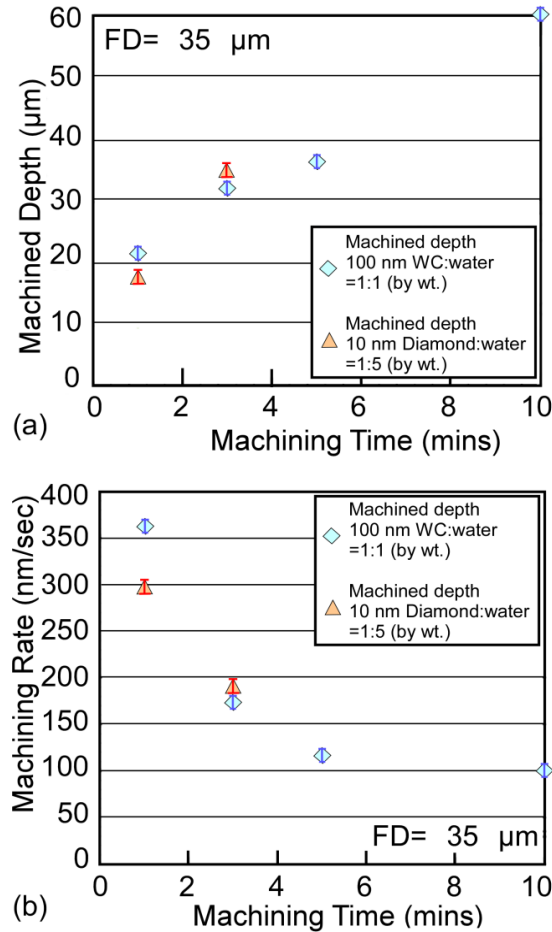 60
FD= 35 µm
50
40
30
20
10
0
Machined Depth (µm)
Machined depth
100 nm WC:water
=1:1 (by wt.)
Machined depth
10 nm Diamond:water
=1:5 (by wt.)
0 2 4 6 8 10
(a)
Machining Time (mins)
400
350
300
250
200
150
100
50
0
Machining Rate (nm/sec)
Machined depth
100 nm WC:water
=1:1 (by wt.)
Machined depth
10 nm Diamond:water
=1:5 (by wt.)
FD= 35 µm
0 2 4 6 8 10
(b)
Machining Time (mins)